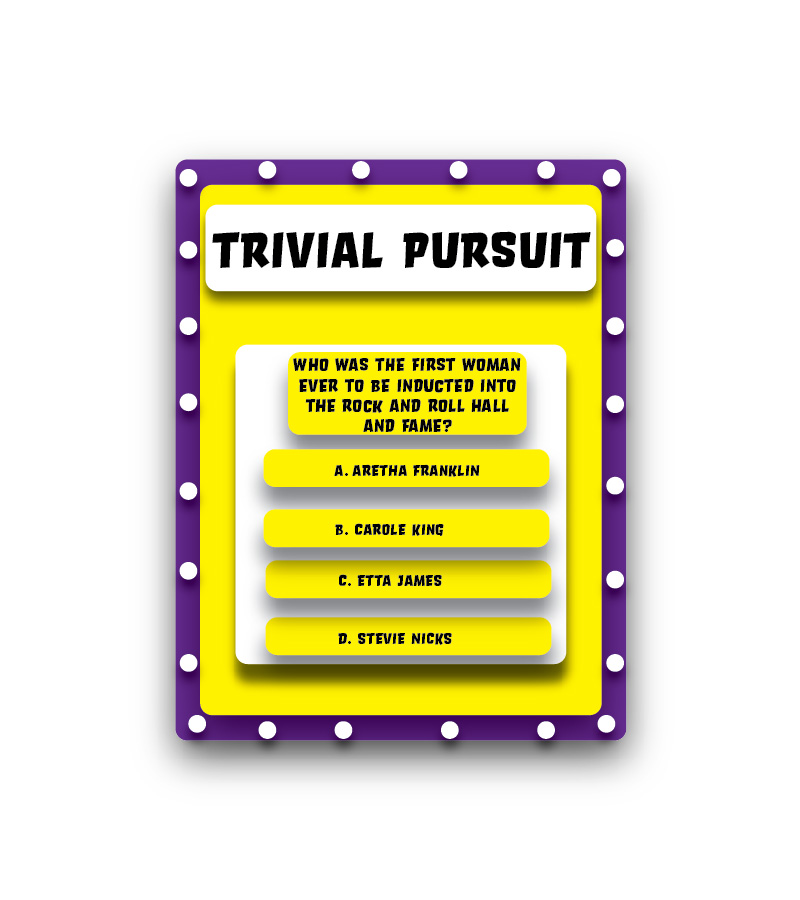 TRIVIAL PURSUIT
WHO WAS THE FIRST WOMAN
EVER TO BE INDUCTED INTO
THE ROCK AND ROLL HALL
AND FAME?
A. ARETHA FRANKLIN
B. CAROLE KING
C. ETTA JAMES
D. STEVIE NICKS